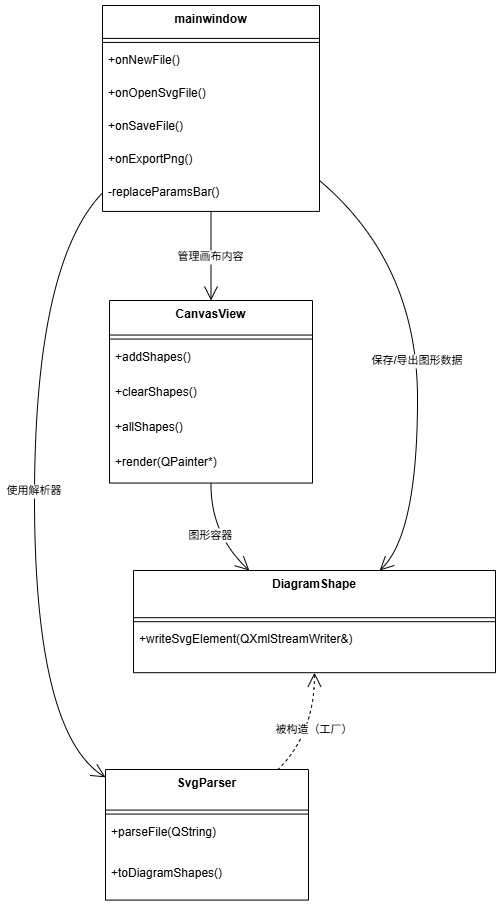 mainwindow
+onNewFile()
+onOpenSvgFile()
+onSaveFile()
+onExportPng()
-replaceParamsBar()
管理画布内容
CanvasView
+addShapes()
+clearShapes()
+allShapes()
+render(QPainter*)
保存/导出图形数据
使用解析器
图形容器
DiagramShape
+writeSvgElement(QXmlStreamWriter&)
被构造（工厂）
SvgParser
+parseFile(QString)
+toDiagramShapes()